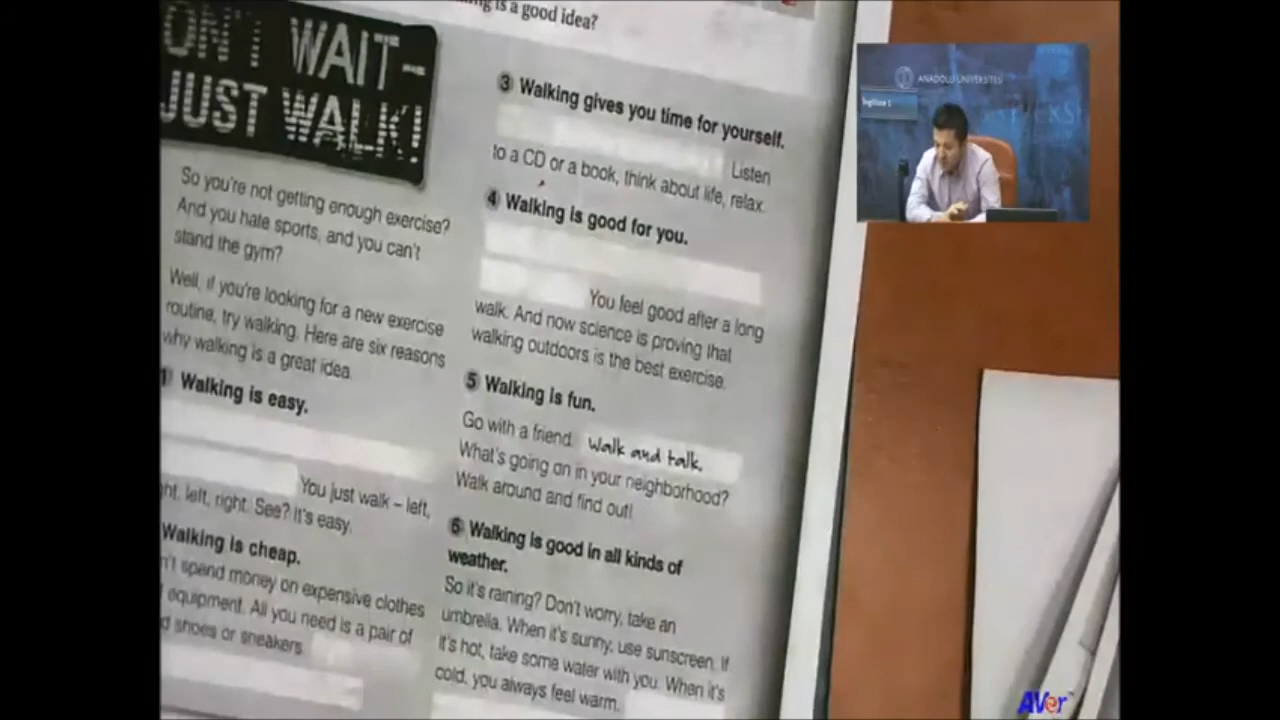 is a good idea?
WAIT-
JUST WALK!
So you're not getting enough exercise?
And you hate sports, and you can't
stand the gym?
Well, if you're looking for a new exercise
routine, try walking. Here are six reasons
why walking is a great idea.
1 Walking is easy.
You just walk – left,
left, right. See? It's easy.
Walking is cheap.
spend money on expensive clothes
equipment. All you need is a pair of
shoes or sneakers.
3 Walking gives you time for yourself.
Listen
to a CD or a book, think about life, relax.
4 Walking is good for you.
You feel good after a long
walk. And now science is proving that
walking outdoors is the best exercise.
5 Walking is fun.
Go with a friend. Walk and talk.
What's going on in your neighborhood?
Walk around and find out!
6 Walking is good in all kinds of
weather.
So it's raining? Don't worry, take an
umbrella. When it's sunny, use sunscreen. If
it's hot, take some water with you. When it's
cold, you always feel warm.
ANADOLU ÜNİVERSİTESİ
İngilizce I
AVer